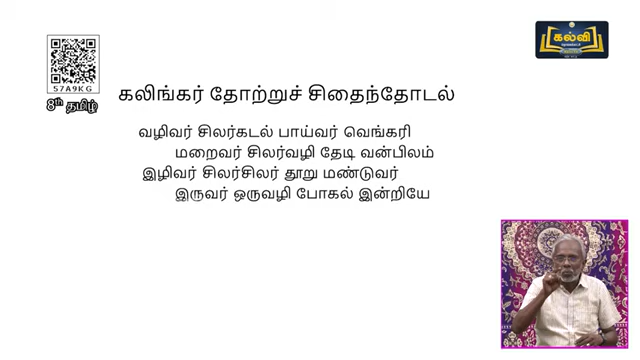 கல்வி
57A9KG
8th தமிழ்
கலிங்கர் தோற்றுச் சிதைந்தோடல்
வழிவர் சிலர்கடல் பாய்வர் வெங்கரி
மறைவர் சிலர்வழி தேடி வன்பிலம்
இழிவர் சிலர்சிலர் தூறு மண்டுவர்
இருவர் ஒருவழி போகல் இன்றியே